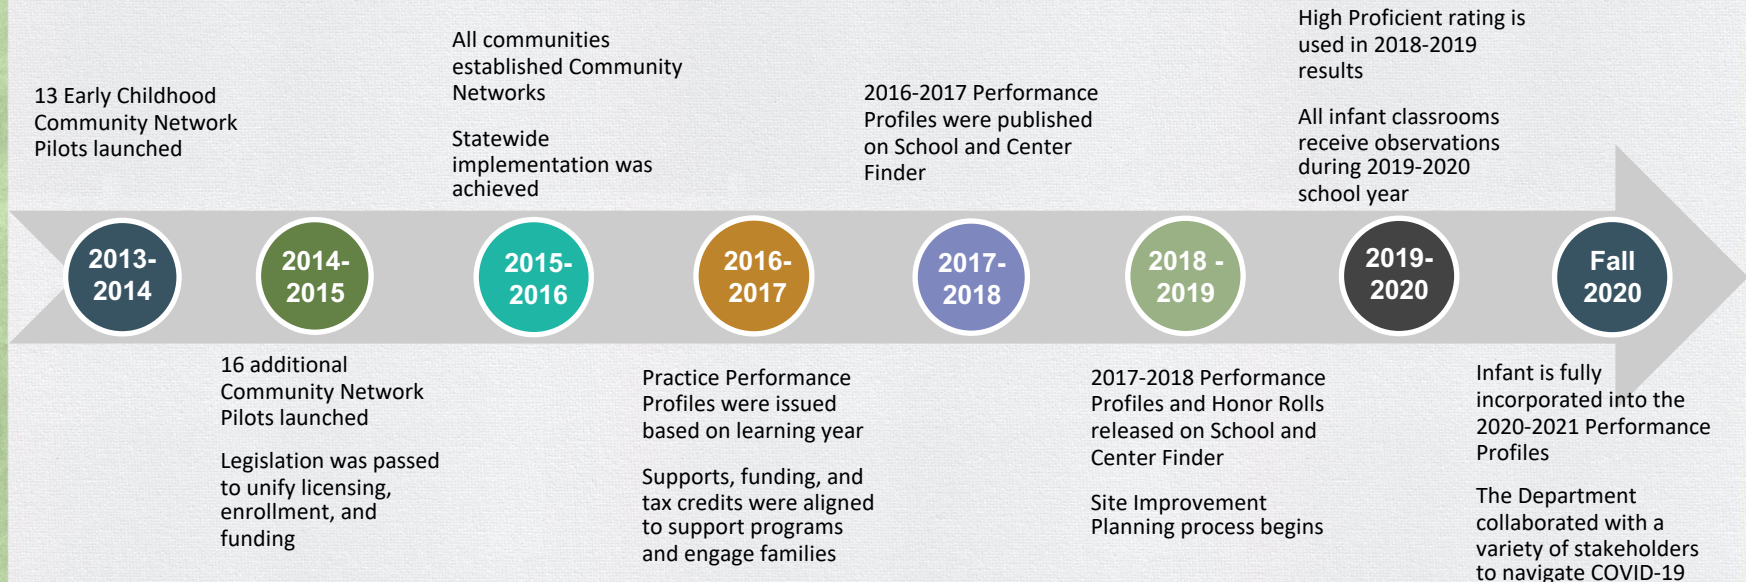 13 Early Childhood
Community Network
Pilots launched
All communities
established Community
Networks
Statewide
implementation was
achieved
2016-2017 Performance
Profiles were published
on School and Center
Finder
High Proficient rating is
used in 2018-2019
results
All infant classrooms
receive observations
during 2019-2020
school year
2013-
2014
2014-
2015
2015-
2016
2016-
2017
2017-
2018
2018 -
2019
2019-
2020
Fall
2020
16 additional
Community Network
Pilots launched
Legislation was passed
to unify licensing,
enrollment, and
funding
Practice Performance
Profiles were issued
based on learning year
Supports, funding, and
tax credits were aligned
to support programs
and engage families
2017-2018 Performance
Profiles and Honor Rolls
released on School and
Center Finder
Site Improvement
Planning process begins
Infant is fully
incorporated into the
2020-2021 Performance
Profiles
The Department
collaborated with a
variety of stakeholders
to navigate COVID-19